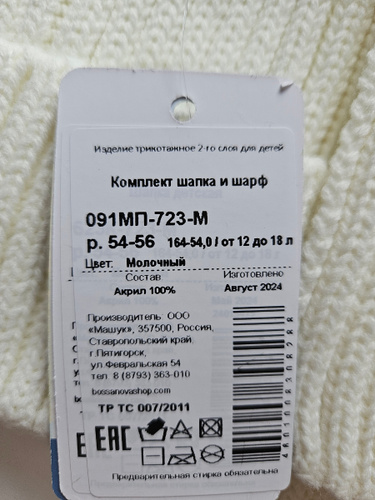 Изделие трикотажное 2-го слоя для детей
Комплект шапка и шарф
091МП-723-М
р. 54-56 164-54,0 / от 12 до 18 л
Цвет: Молочный
Состав Изготовлено
Акрил 100% Август 2024
Производитель: ООО
«Машук», 357500, Россия,
Ставропольский край,
г.Пятигорск,
ул.Февральская 54
тел. 8 (8793) 363-010
bossanovashop.com
ТР ТС 007/2011
EAC
Предварительная стирка обязательна